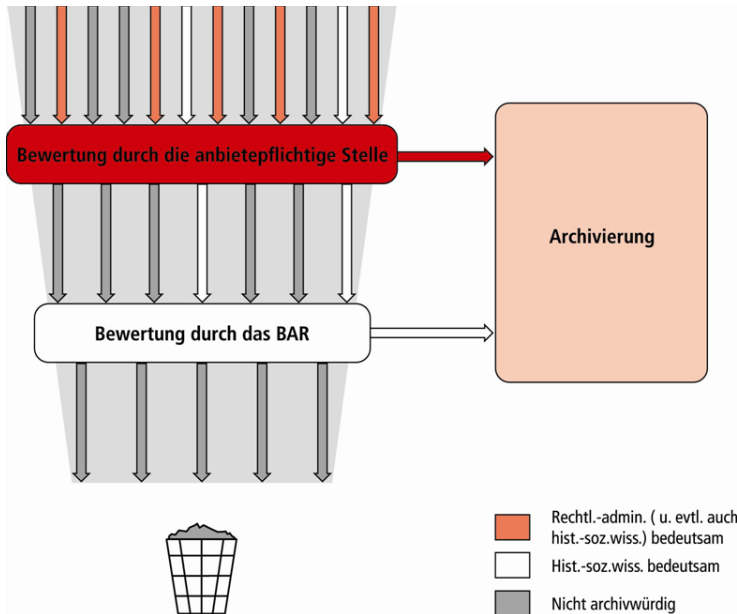 Bewertung durch die anbietepflichtige Stelle
Archivierung
Bewertung durch das BAR
Rechtl.-admin. ( u. evtl. auch
hist.-soz.wiss.) bedeutsam
Hist.-soz.wiss. bedeutsam
Nicht archivwürdig